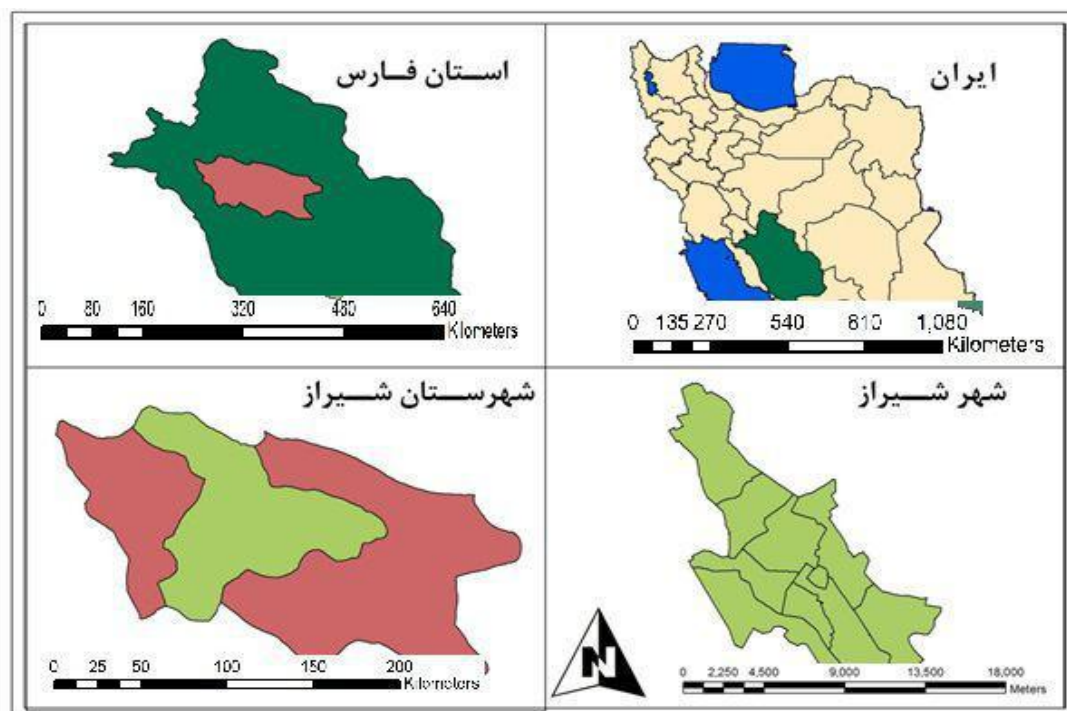 ایران
0 135 270 540 810 1,080
Kilometers
استان فارس
0 80 160 320 480 640
Kilometers
شهر شیراز
N
0 2,250 4,500 9,000 13,500 18,000
Meters
شهرستان شیراز
0 25 50 100 150 200
Kilometers